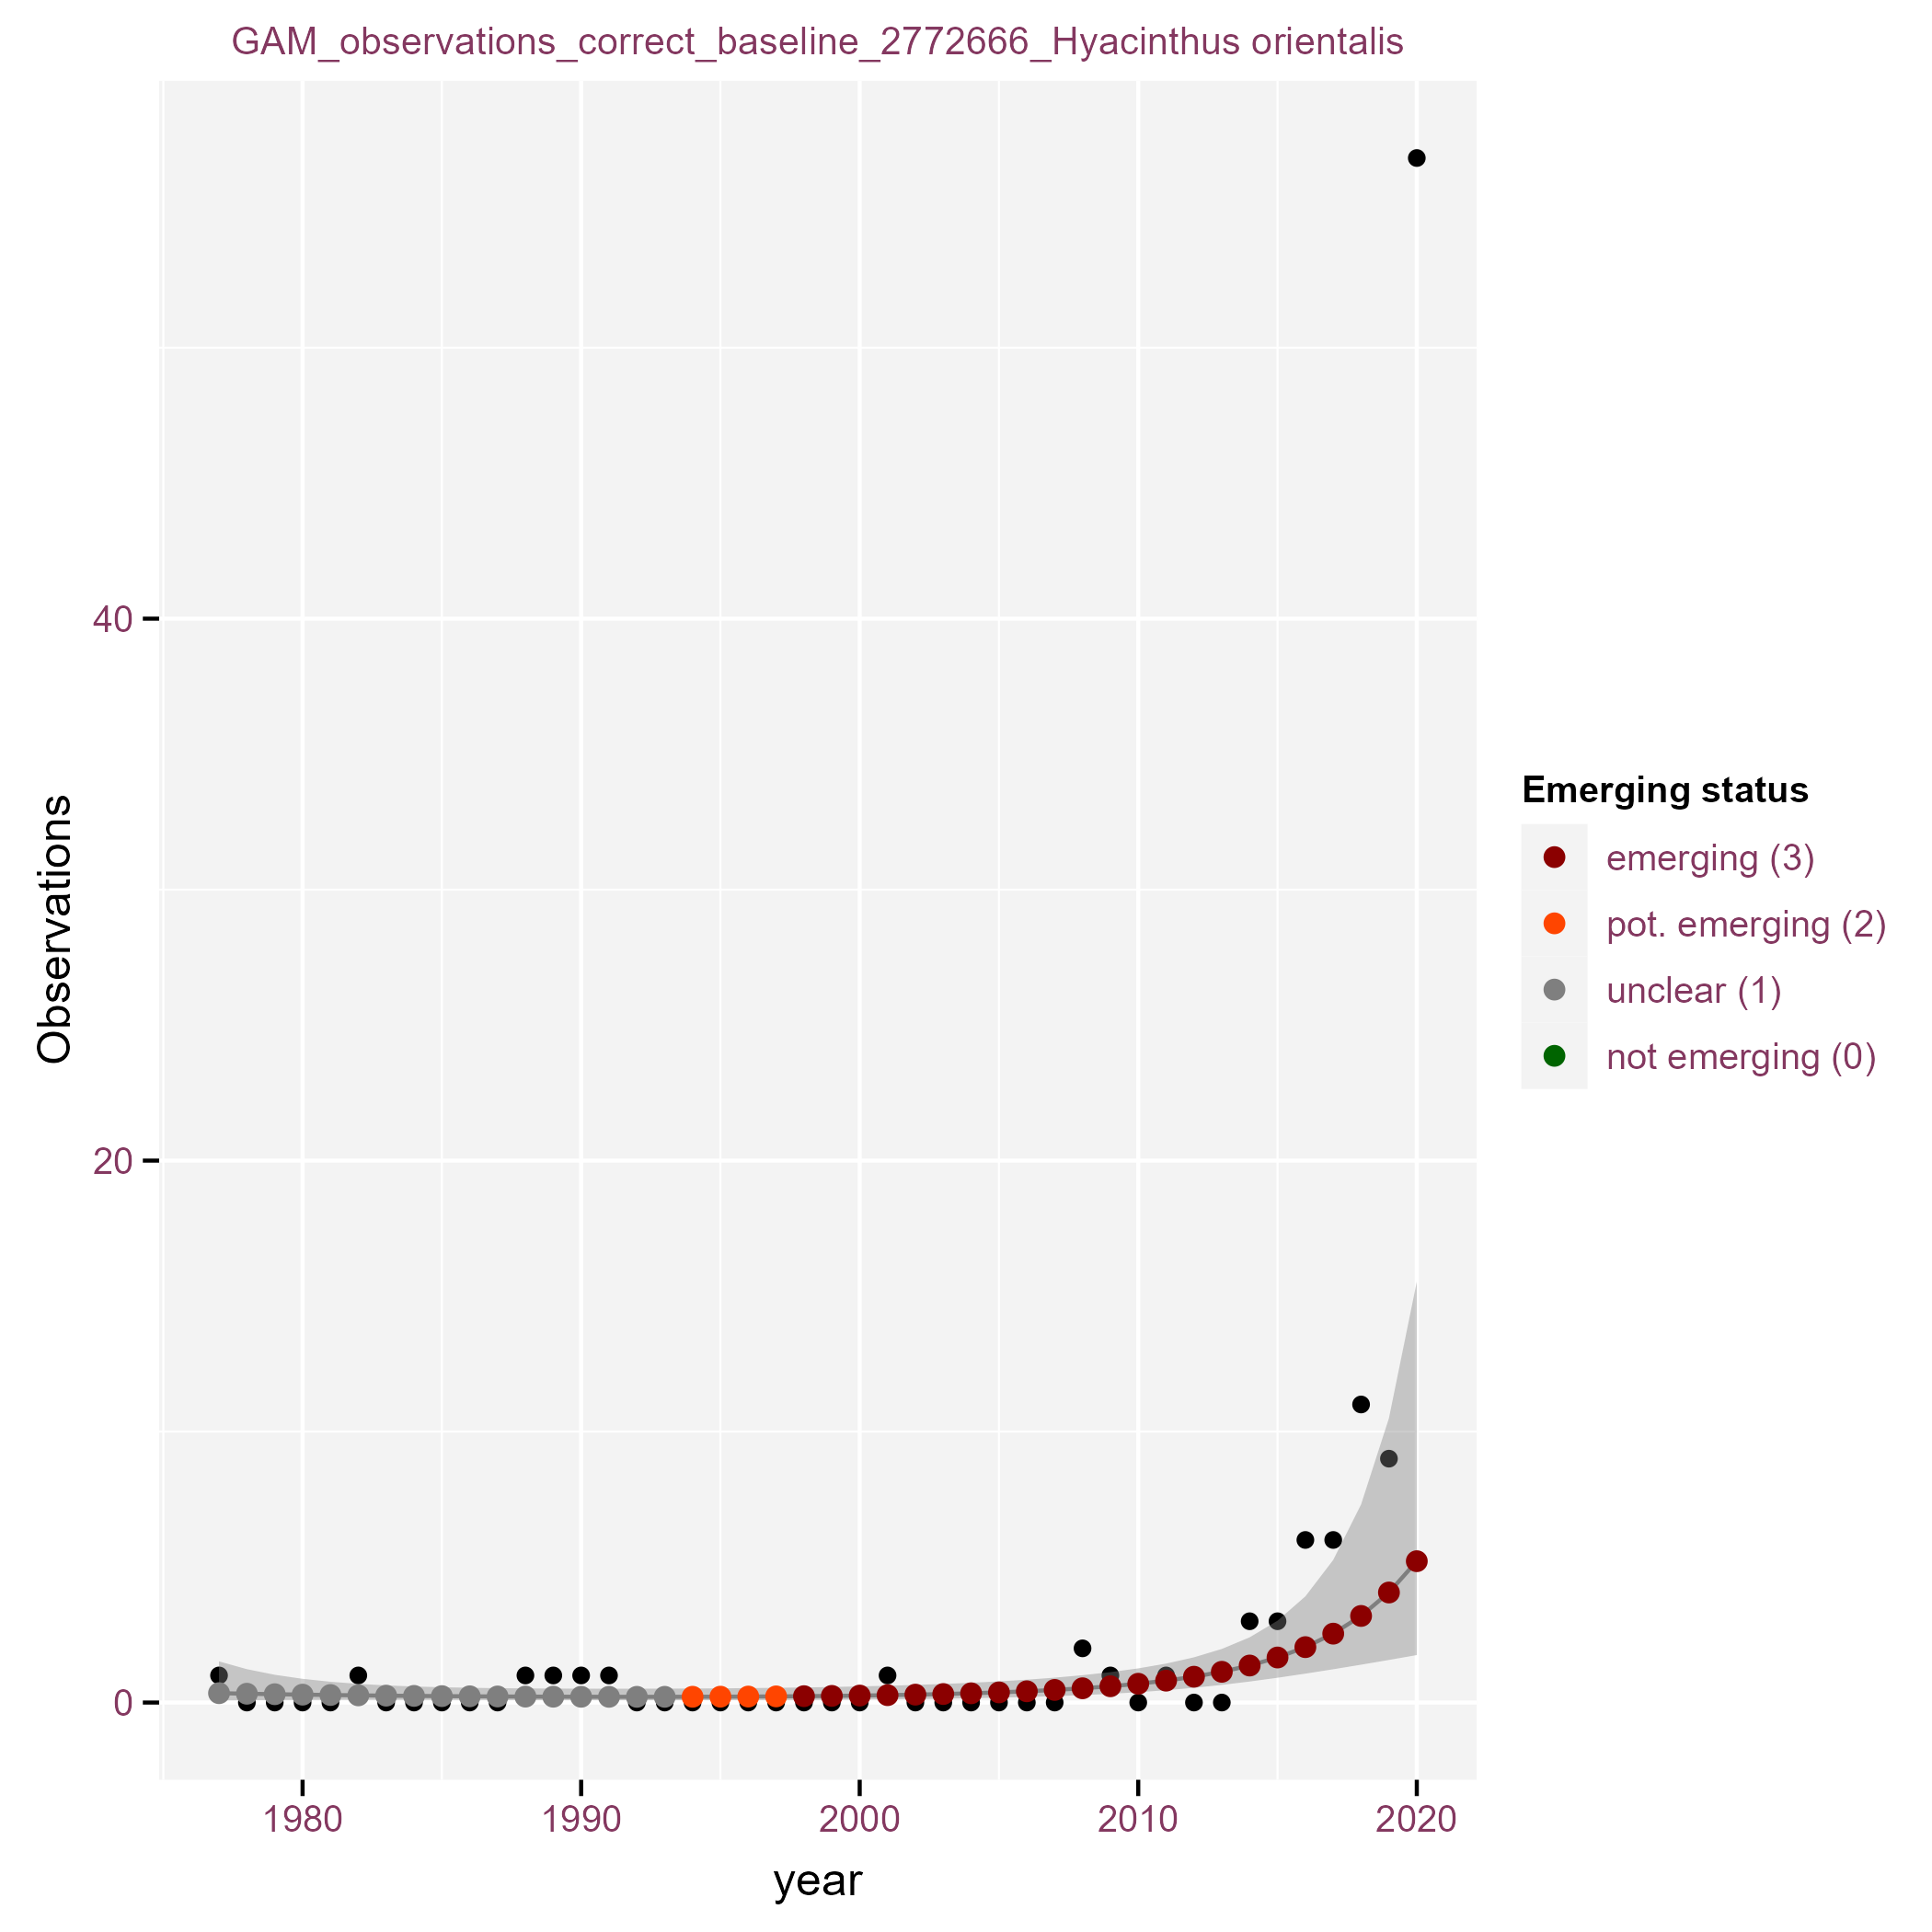 GAM_observations_correct_baseline_2772666_Hyacinthus orientalis
Observations
40
20
0
1980 1990 2000 2010 2020
year
Emerging status
emerging (3)
pot. emerging (2)
unclear (1)
not emerging (0)